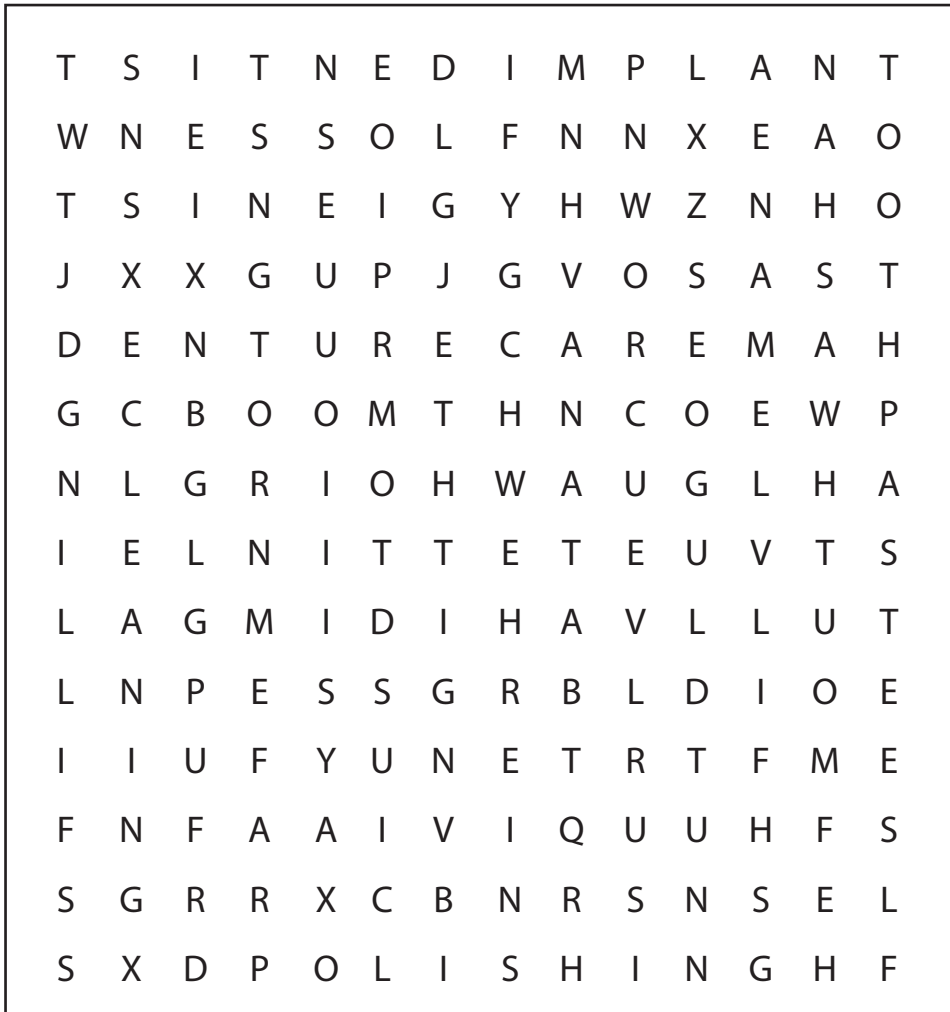 T S I T N E D I M P L A N T
W N E S S O L F N N X E A O
T S I N E I G Y H W Z N H O
J X X G U P J G V O S A S T
D E N T U R E C A R E M A H
G C B O O M T H N C O E W P
N L G R I O H W A U G L H A
I E L N I T T E T E U V T S
L A G M I D I H A V L L U T
L N P E S S G R B L D I O E
I I U F Y U N E T R T F M E
F N F A A I V I Q U U H F S
S G R R X C B N R S N S E L
S X D P O L I S H I N G H F